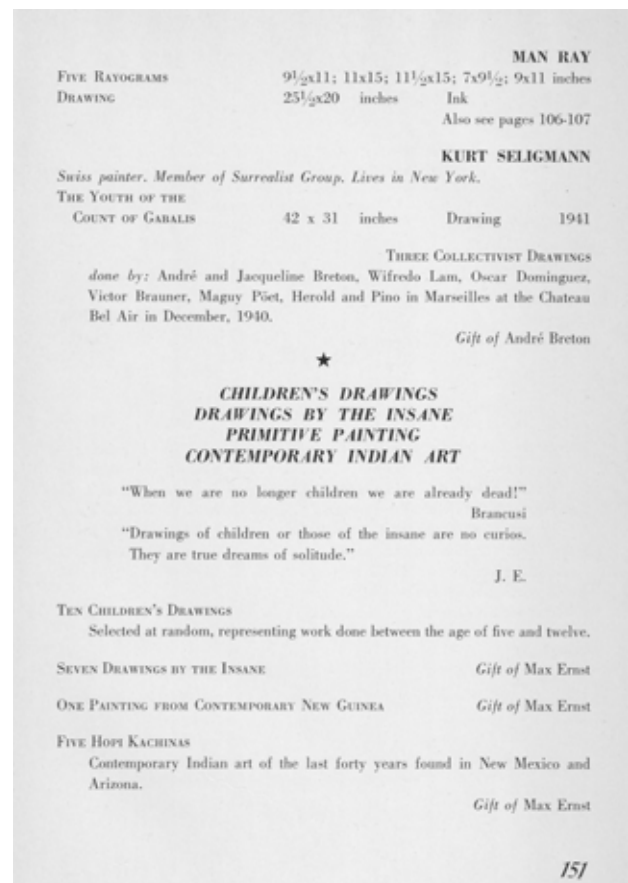 MAN RAY
FIVE RAYOGRAMS 9½x11; 11x15; 11½x15; 7x9½; 9x11 inches
DRAWING 25½x20 inches Ink
Also see pages 106-107
KURT SELIGMANN
Swiss painter. Member of Surrealist Group. Lives in New York.
THE YOUTH OF THE
COUNT OF GABALIS 42 x 31 inches Drawing 1941
THREE COLLECTIVIST DRAWINGS
done by: André and Jacqueline Breton, Wifredo Lam, Oscar Dominguez,
Victor Brauner, Maguy Pöet, Herold and Pino in Marseilles at the Chateau
Bel Air in December, 1940.
Gift of André Breton
★
CHILDREN'S DRAWINGS
DRAWINGS BY THE INSANE
PRIMITIVE PAINTING
CONTEMPORARY INDIAN ART
"When we are no longer children we are already dead!"
Brancusi
"Drawings of children or those of the insane are no curios.
They are true dreams of solitude."
J. E.
TEN CHILDREN'S DRAWINGS
Selected at random, representing work done between the age of five and twelve.
SEVEN DRAWINGS BY THE INSANE Gift of Max Ernst
ONE PAINTING FROM CONTEMPORARY NEW GUINEA Gift of Max Ernst
FIVE HOPI KACHINAS
Contemporary Indian art of the last forty years found in New Mexico and
Arizona.
Gift of Max Ernst
151